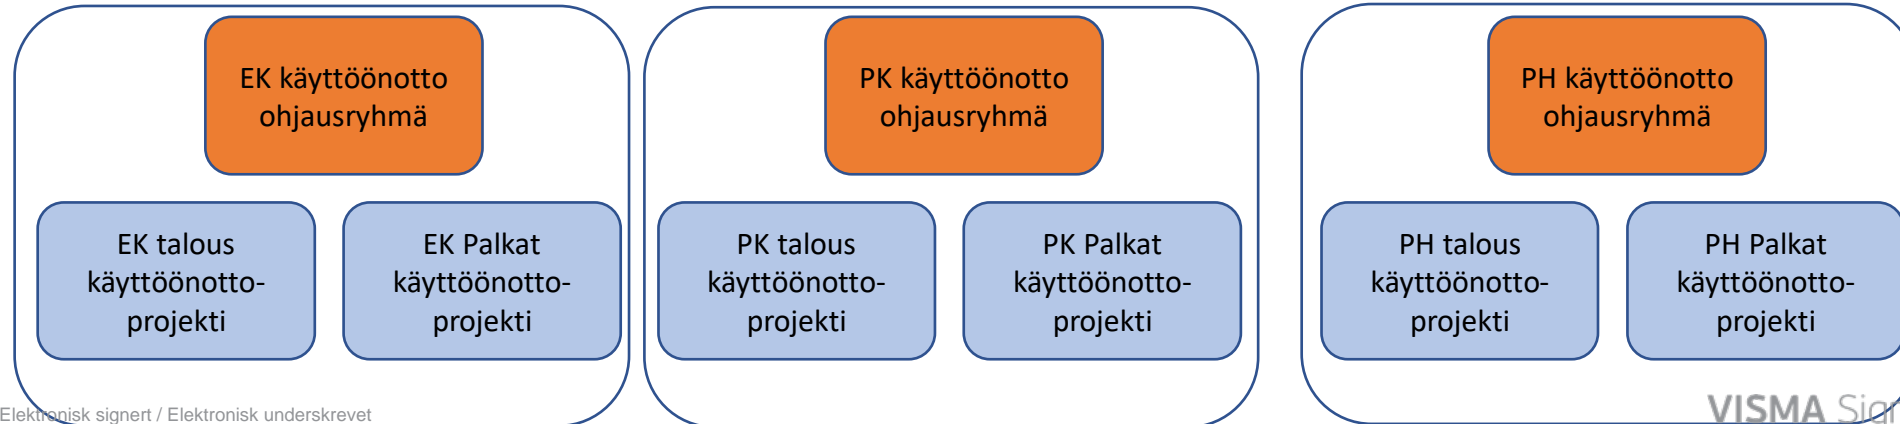 EK käyttöönotto
ohjausryhmä
PK käyttöönotto
ohjausryhmä
PH käyttöönotto
ohjausryhmä
EK talous
käyttöönotto-
projekti
EK Palkat
käyttöönotto-
projekti
PK talous
käyttöönotto-
projekti
PK Palkat
käyttöönotto-
projekti
PH talous
käyttöönotto-
projekti
PH Palkat
käyttöönotto-
projekti
Elektronisk signert / Elektronisk underskrevet
VISMA Sign